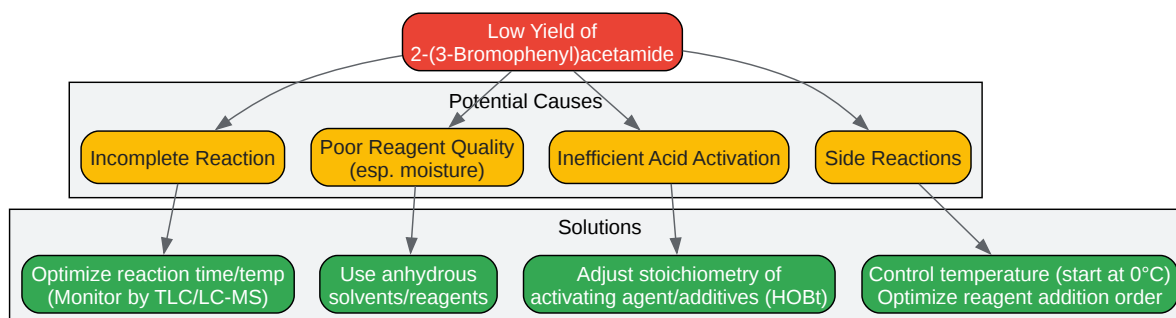 Low Yield of
2-(3-Bromophenyl)acetamide
Potential Causes
Incomplete Reaction
Poor Reagent Quality
(esp. moisture)
Inefficient Acid Activation
Side Reactions
Solutions
Optimize reaction time/temp
(Monitor by TLC/LC-MS)
Use anhydrous
solvents/reagents
Adjust stoichiometry of
activating agent/additives (HOBt)
Control temperature (start at 0°C)
Optimize reagent addition order